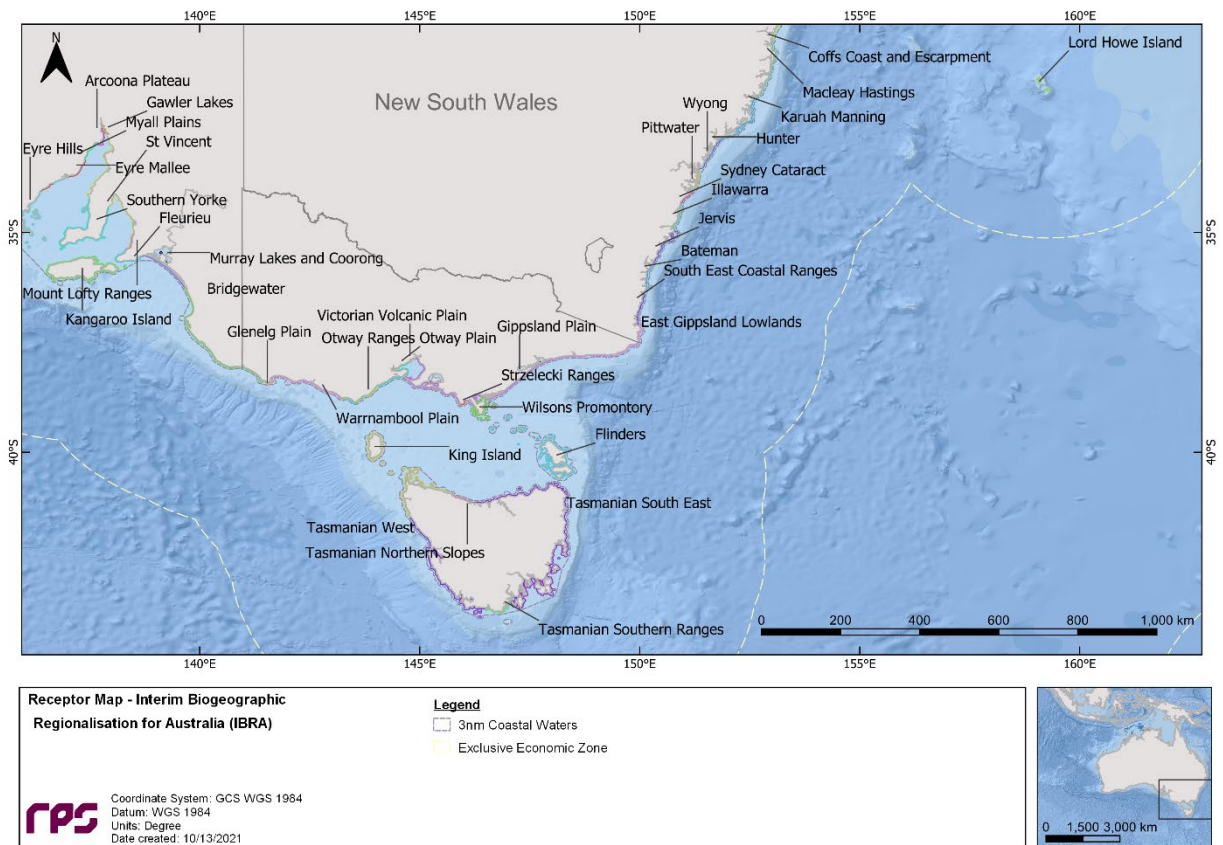 140°E 145°E 150°E 155°E 160°E
N
Lord Howe Island
Coffs Coast and Escarpment
Arcoona Plateau
Macleay Hastings
Gawler Lakes
New South Wales
Wyong
Karuah Manning
Myall Plains
Pittwater
St Vincent
Hunter
Eyre Hills
Eyre Mallee
Sydney Cataract
Illawarra
Southern Yorke
Fleurieu
Jervis
35°S
35°S
Bateman
Murray Lakes and Coorong
South East Coastal Ranges
Mount Lofty Ranges
Bridgewater
Kangaroo Island
Victorian Volcanic Plain
East Gippsland Lowlands
Glenelg Plain
Otway Ranges
Otway Plain
Gippsland Plain
Strzelecki Ranges
Warrnambool Plain
Wilsons Promontory
Flinders
40°S
King Island
40°S
Tasmanian South East
Tasmanian West
Tasmanian Northern Slopes
Tasmanian Southern Ranges
0 200 400 600 800 1,000 km
140°E 145°E 150°E 155°E 160°E
Receptor Map - Interim Biogeographic
Regionalisation for Australia (IBRA)
Legend
3nm Coastal Waters
Exclusive Economic Zone
rps
Coordinate System: GCS WGS 1984
Datum: WGS 1984
Units: Degree
Date created: 10/13/2021
0 1,500 3,000 km